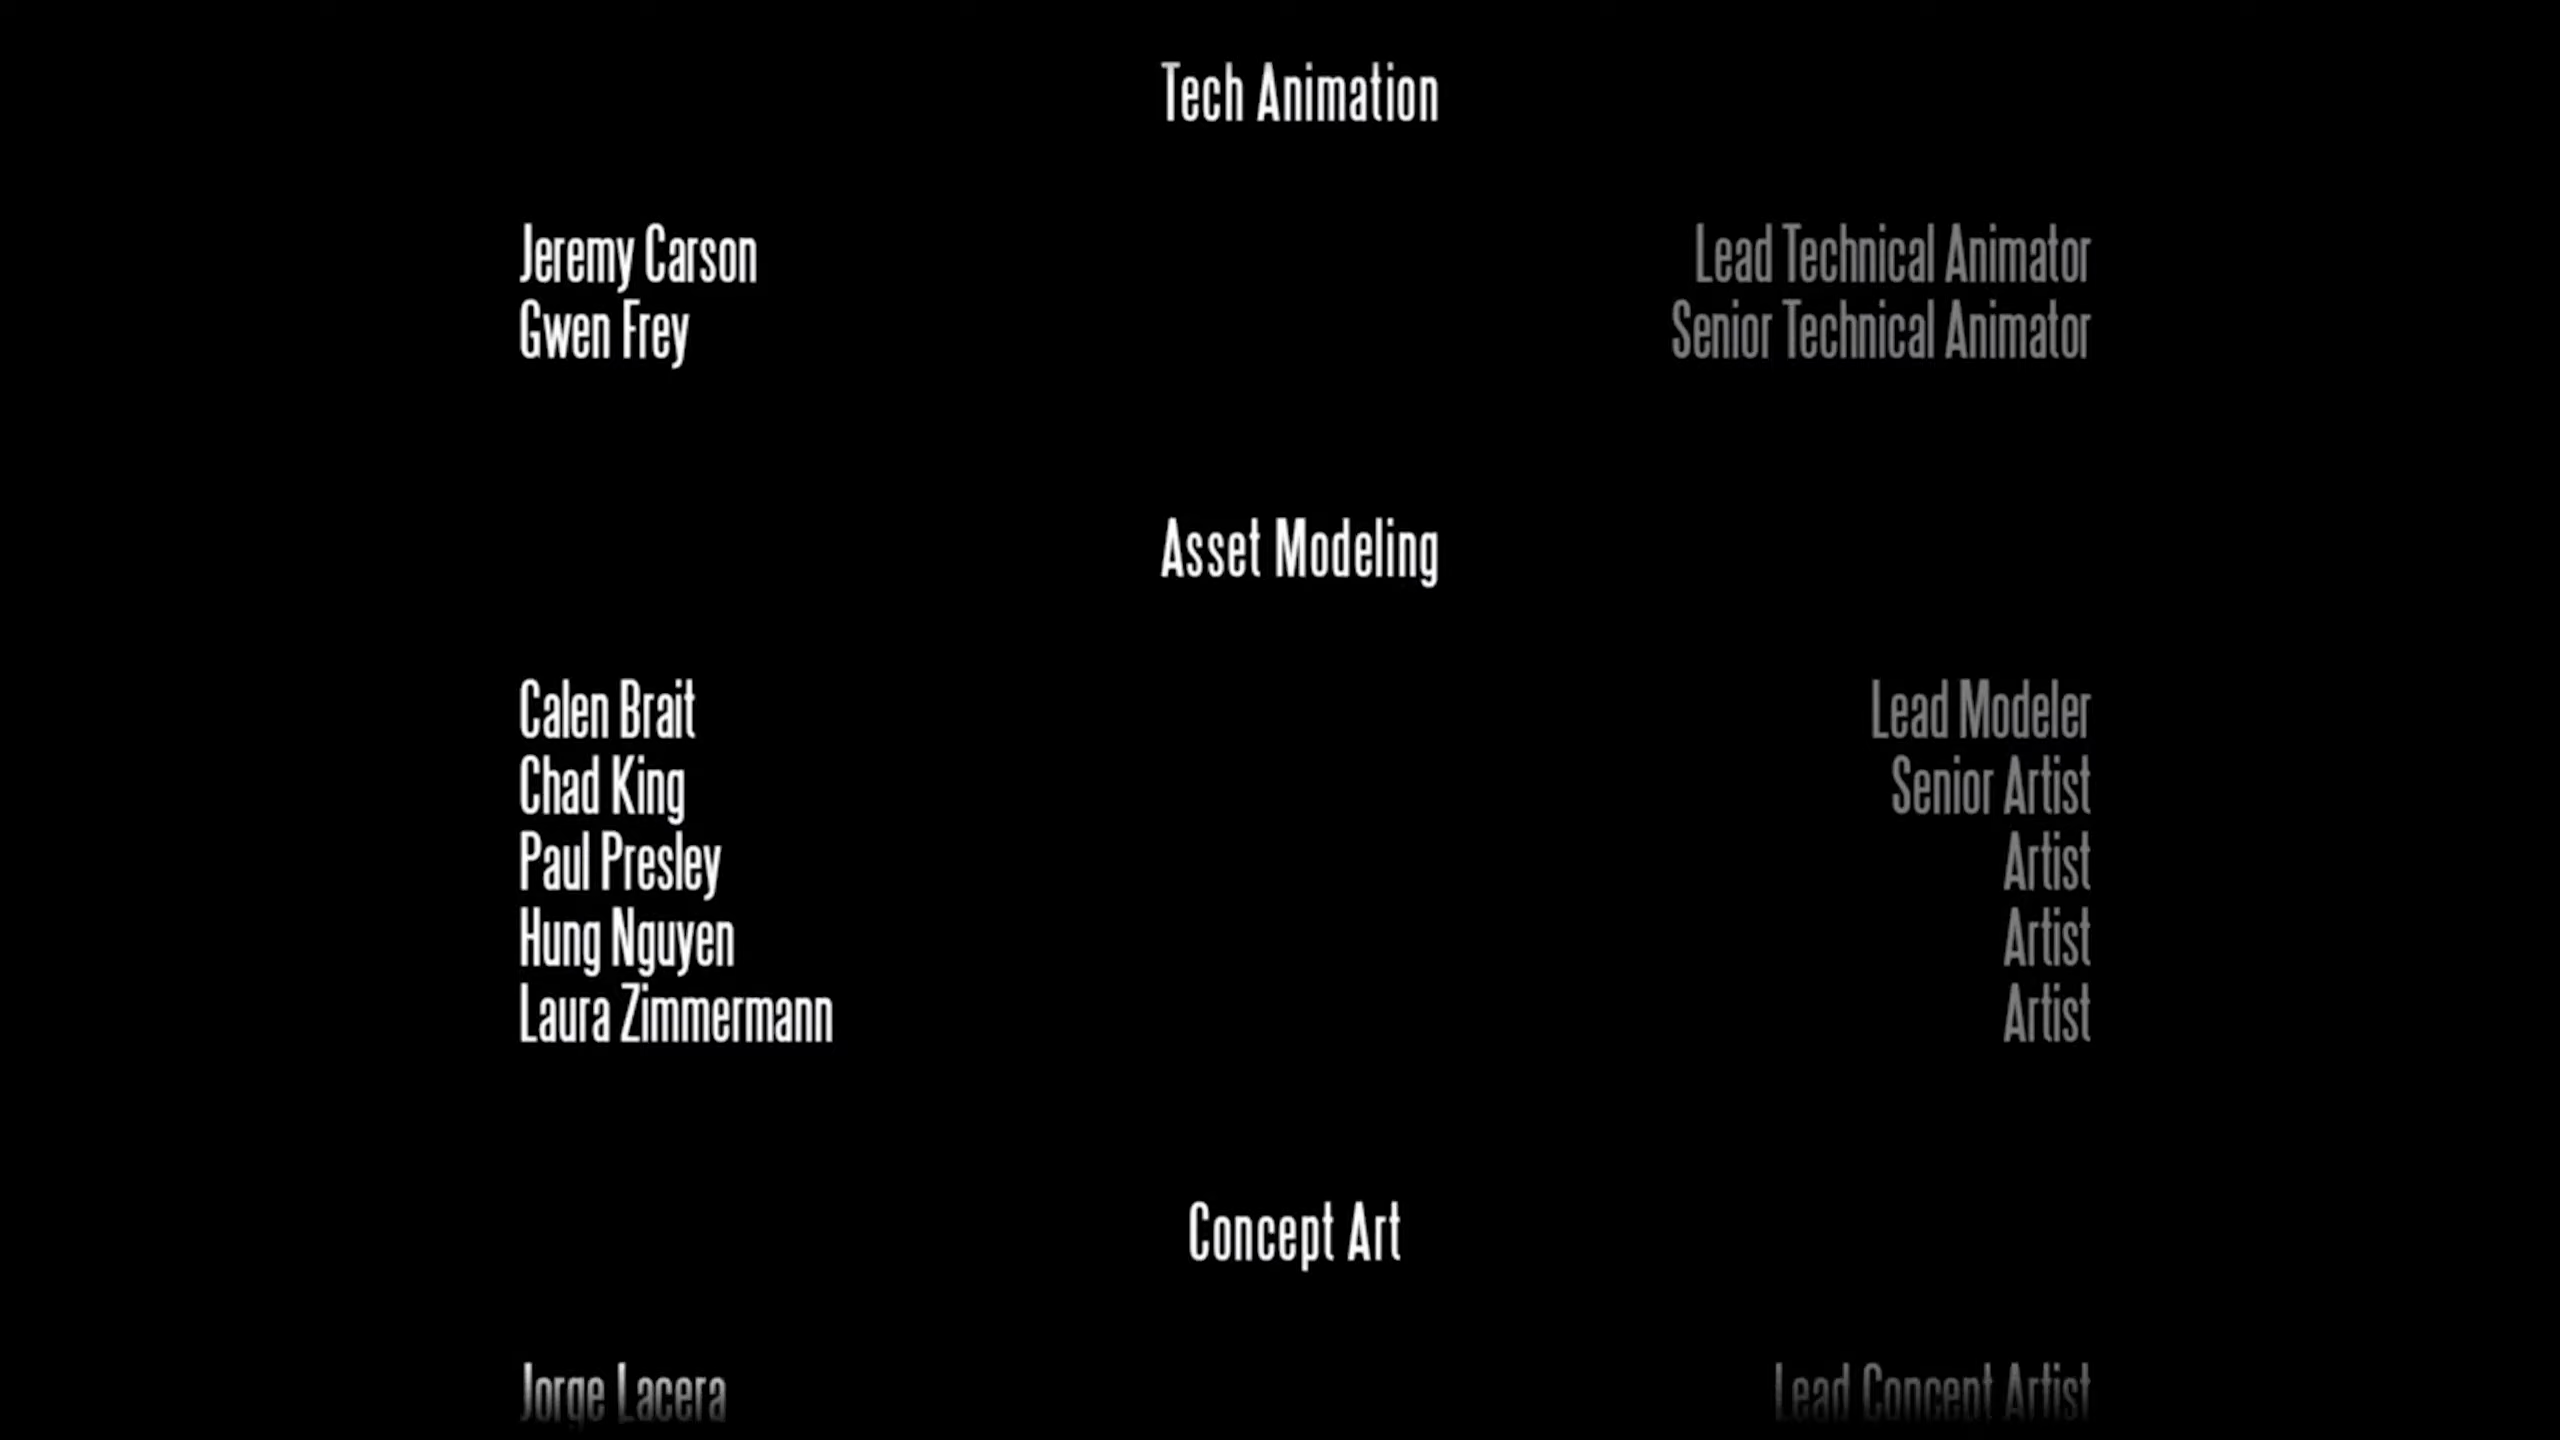 Tech Animation
Jeremy Carson Lead Technical Animator
Gwen Frey Senior Technical Animator
Asset Modeling
Calen Brait Lead Modeler
Chad King Senior Artist
Paul Presley Artist
Hung Nguyen Artist
Laura Zimmermann Artist
Concept Art
Jorge Lacera Lead Concept Artist